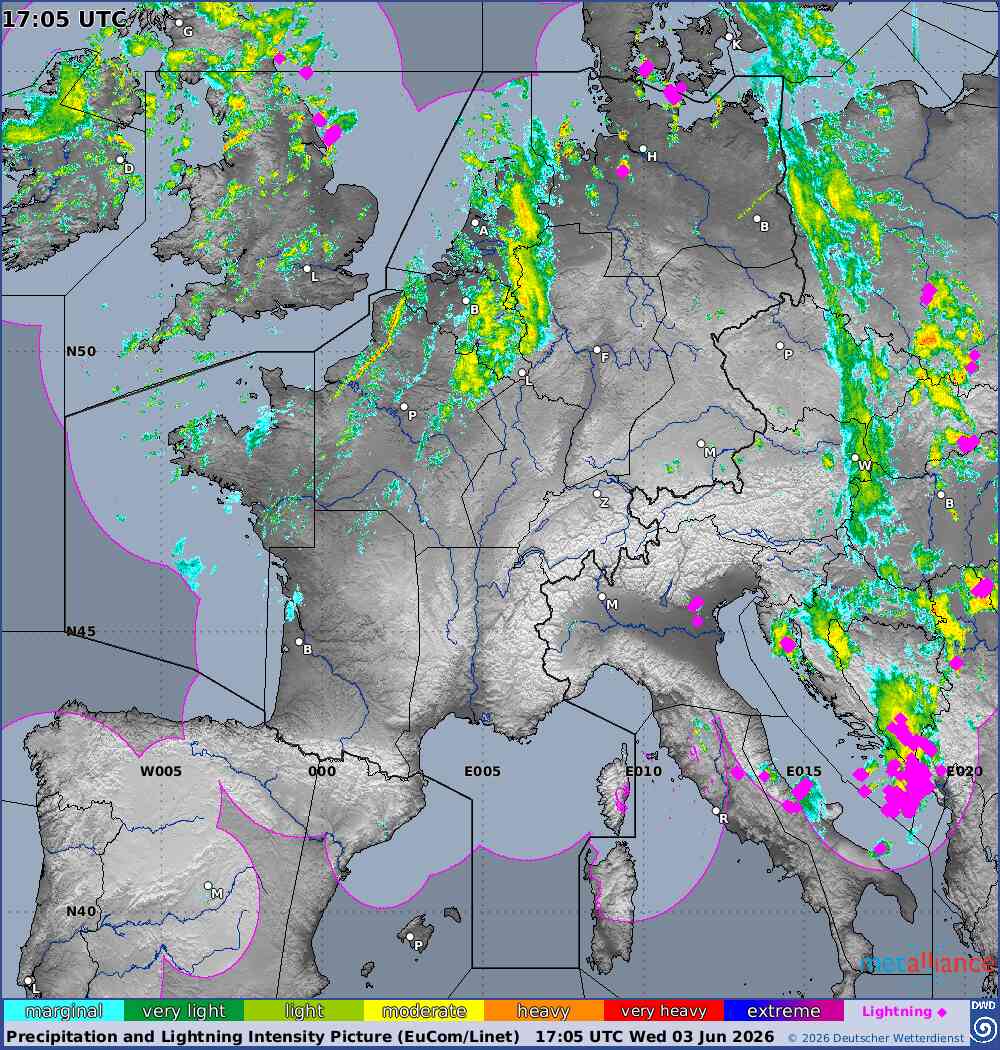 17:05 UTC
G
K
D
H
A
B
L
B
N50
F
P
L
P
M
W
Z
B
M
N45
B
W005
000
E005
E010
E015
E020
R
M
N40
P
L
metalliance
marginal very light light moderate heavy very heavy extreme Lightning
DWD
Precipitation and Lightning Intensity Picture (EuCom/Linet) 17:05 UTC Wed 03 Jun 2026 © 2026 Deutscher Wetterdienst